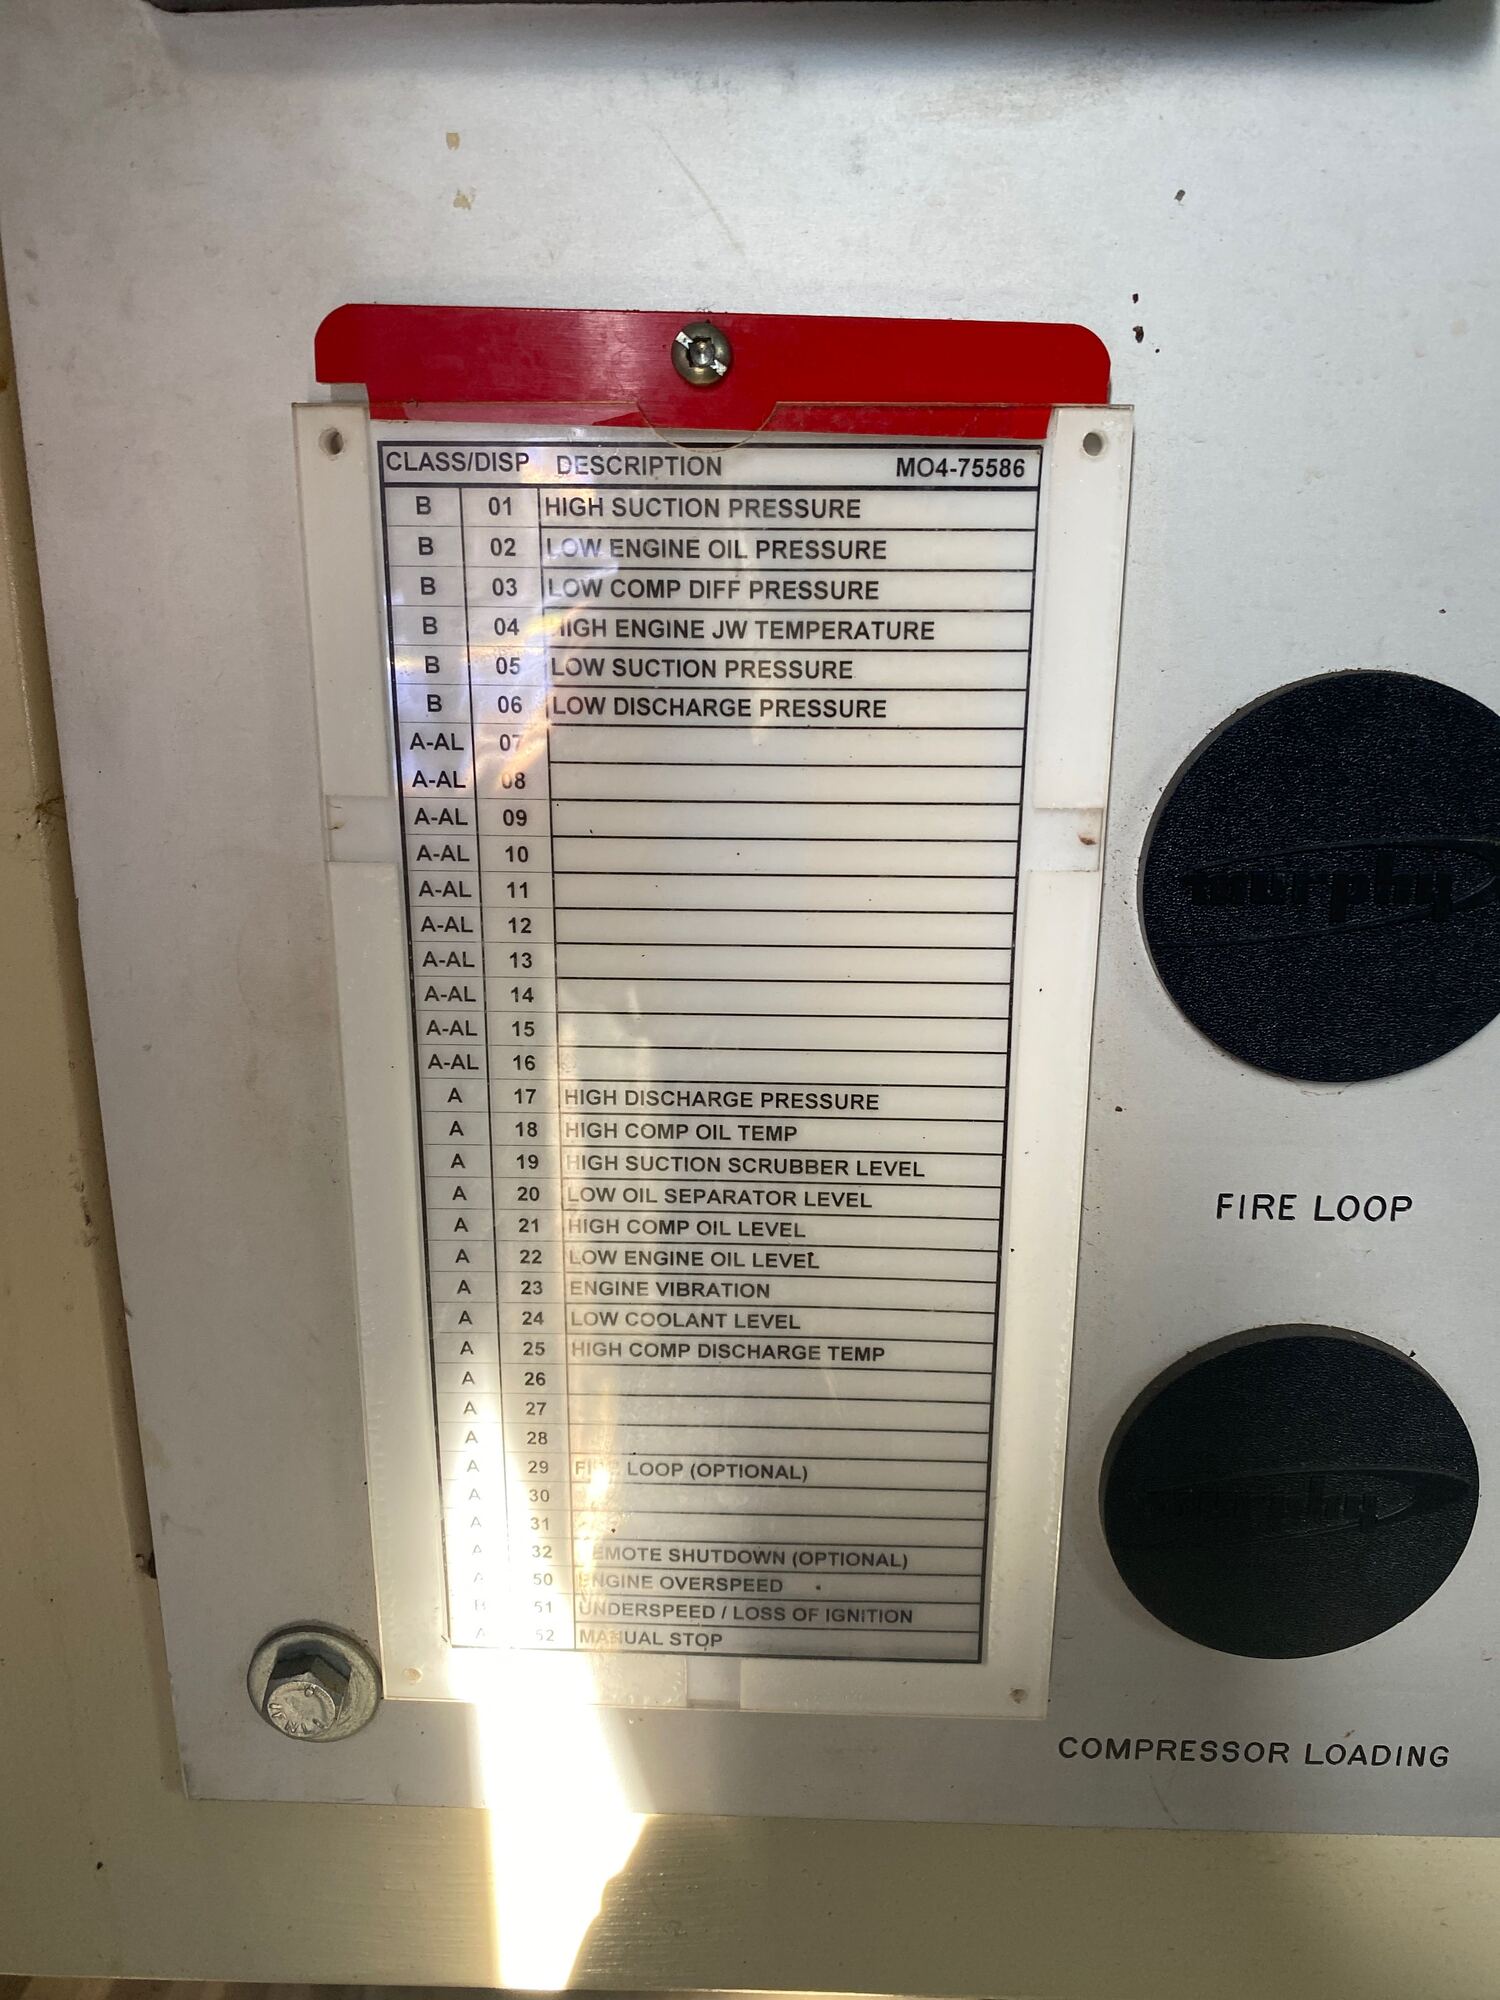 CLASS/DISP DESCRIPTION MO4-75586
B 01 HIGH SUCTION PRESSURE
B 02 LOW ENGINE OIL PRESSURE
B 03 LOW COMP DIFF PRESSURE
B 04 HIGH ENGINE JW TEMPERATURE
B 05 LOW SUCTION PRESSURE
B 06 LOW DISCHARGE PRESSURE
A-AL 07
A-AL 08
A-AL 09
A-AL 10
A-AL 11
A-AL 12
A-AL 13
A-AL 14
A-AL 15
A-AL 16
A 17 HIGH DISCHARGE PRESSURE
A 18 HIGH COMP OIL TEMP
A 19 HIGH SUCTION SCRUBBER LEVEL
A 20 LOW OIL SEPARATOR LEVEL
A 21 HIGH COMP OIL LEVEL
A 22 LOW ENGINE OIL LEVEL
A 23 ENGINE VIBRATION
A 24 LOW COOLANT LEVEL
A 25 HIGH COMP DISCHARGE TEMP
A 26
A 27
A 28
A 29 FIRE LOOP (OPTIONAL)
A 30
A 31
A 32 REMOTE SHUTDOWN (OPTIONAL)
A 50 ENGINE OVERSPEED
B 51 UNDERSPEED / LOSS OF IGNITION
A 52 MANUAL STOP
murphy
FIRE LOOP
murphy
COMPRESSOR LOADING